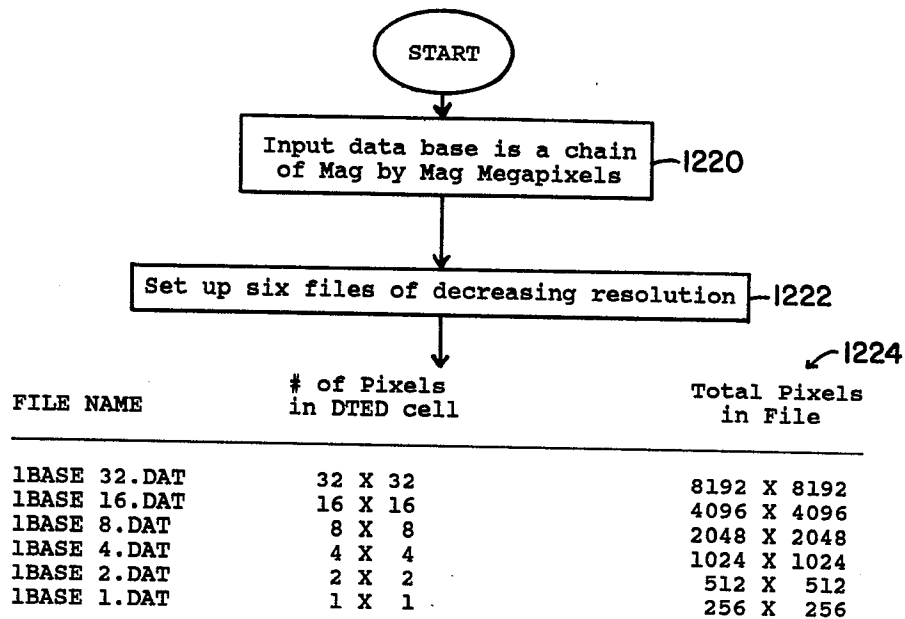 START
Input data base is a chain
of Mag by Mag Megapixels
1220
Set up six files of decreasing resolution
1222
1224
FILE NAME # of Pixels in DTED cell Total Pixels in File
1BASE 32.DAT 32 X 32 8192 X 8192
1BASE 16.DAT 16 X 16 4096 X 4096
1BASE 8.DAT 8 X 8 2048 X 2048
1BASE 4.DAT 4 X 4 1024 X 1024
1BASE 2.DAT 2 X 2 512 X 512
1BASE 1.DAT 1 X 1 256 X 256